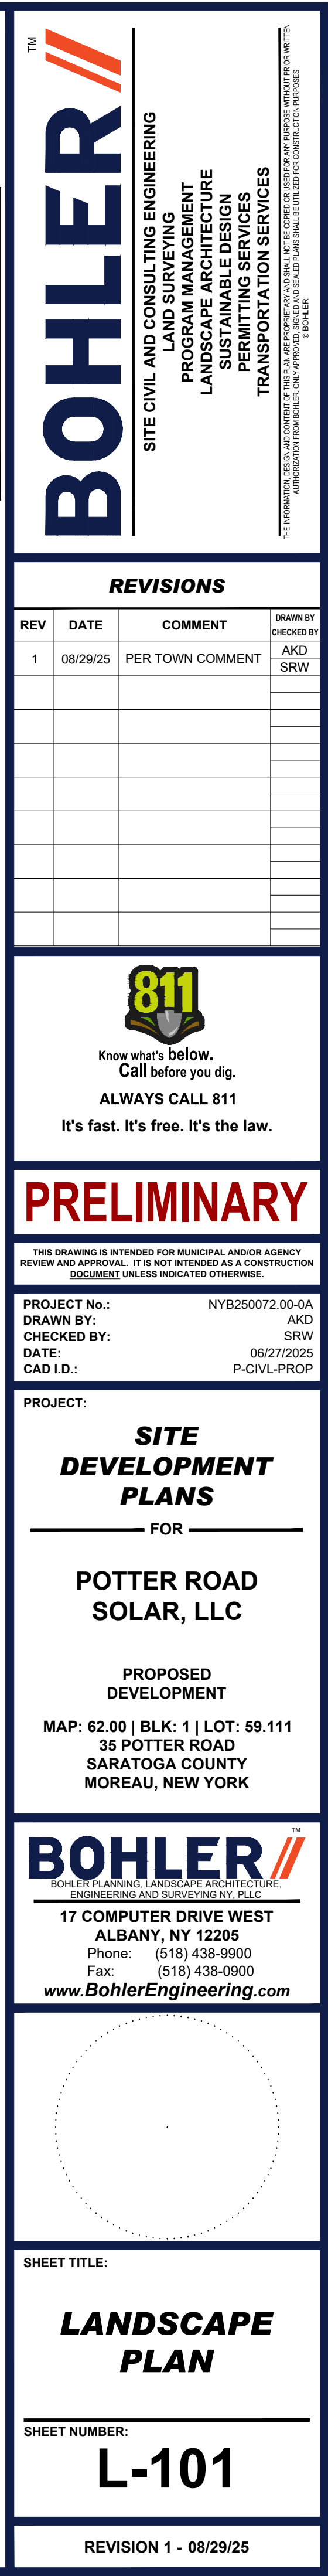 BOHLER//
TM
SITE CIVIL AND CONSULTING ENGINEERING
LAND SURVEYING
PROGRAM MANAGEMENT
LANDSCAPE ARCHITECTURE
SUSTAINABLE DESIGN
PERMITTING SERVICES
TRANSPORTATION SERVICES
THE INFORMATION, DESIGN AND CONTENT OF THIS PLAN ARE PROPRIETARY AND SHALL NOT BE COPIED OR USED FOR ANY PURPOSE WITHOUT PRIOR WRITTEN
AUTHORIZATION FROM BOHLER. ONLY APPROVED, SIGNED AND SEALED PLANS SHALL BE UTILIZED FOR CONSTRUCTION PURPOSES
© BOHLER
REVISIONS
REV DATE COMMENT DRAWN BY
CHECKED BY
1 08/29/25 PER TOWN COMMENT AKD
SRW
811
Know what's below.
Call before you dig.
ALWAYS CALL 811
It's fast. It's free. It's the law.
PRELIMINARY
THIS DRAWING IS INTENDED FOR MUNICIPAL AND/OR AGENCY
REVIEW AND APPROVAL. IT IS NOT INTENDED AS A CONSTRUCTION
DOCUMENT UNLESS INDICATED OTHERWISE.
PROJECT No.: NYB250072.00-0A
DRAWN BY: AKD
CHECKED BY: SRW
DATE: 06/27/2025
CAD I.D.: P-CIVL-PROP
PROJECT:
SITE
DEVELOPMENT
PLANS
FOR
POTTER ROAD
SOLAR, LLC
PROPOSED
DEVELOPMENT
MAP: 62.00 | BLK: 1 | LOT: 59.111
35 POTTER ROAD
SARATOGA COUNTY
MOREAU, NEW YORK
BOHLER//
TM
BOHLER PLANNING, LANDSCAPE ARCHITECTURE,
ENGINEERING AND SURVEYING NY, PLLC
17 COMPUTER DRIVE WEST
ALBANY, NY 12205
Phone: (518) 438-9900
Fax: (518) 438-0900
www.BohlerEngineering.com
SHEET TITLE:
LANDSCAPE
PLAN
SHEET NUMBER:
L-101
REVISION 1 - 08/29/25